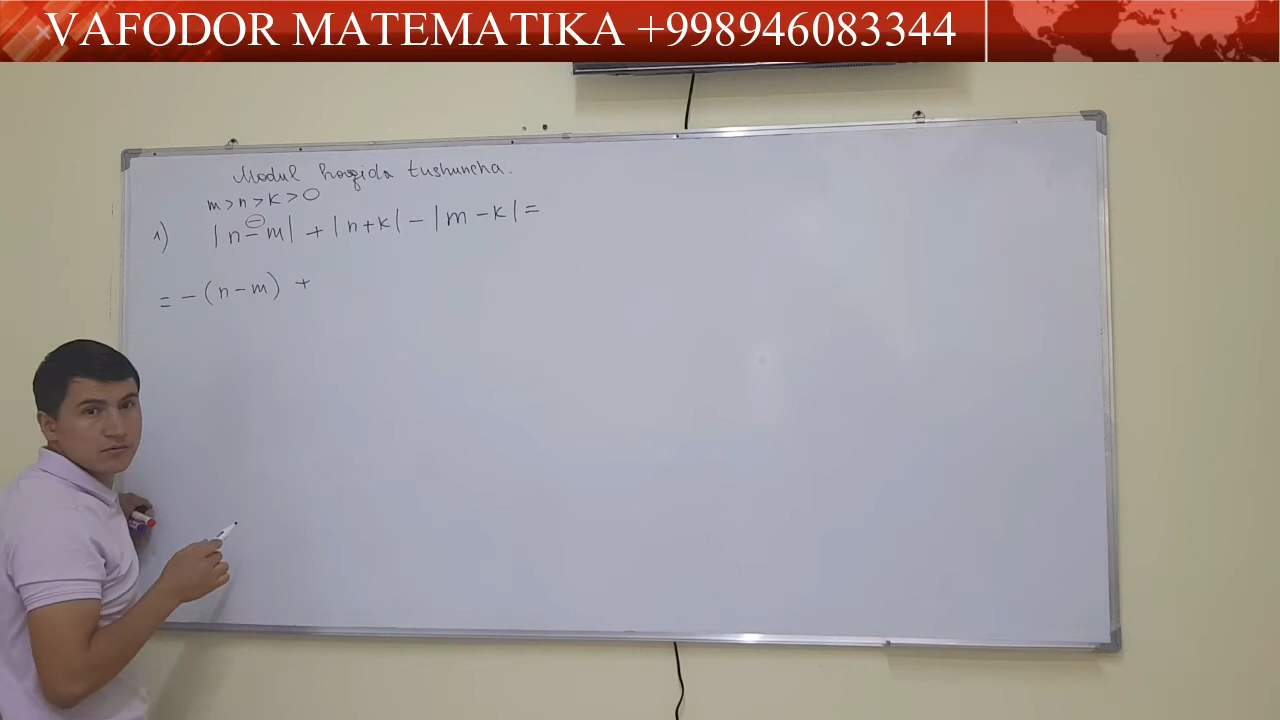 VAFODOR MATEMATIKA +998946083344
Modul haqida tushuncha.
m > n > k > 0
1) |n - m| + |n + k| - |m - k| =
= - (n - m) +